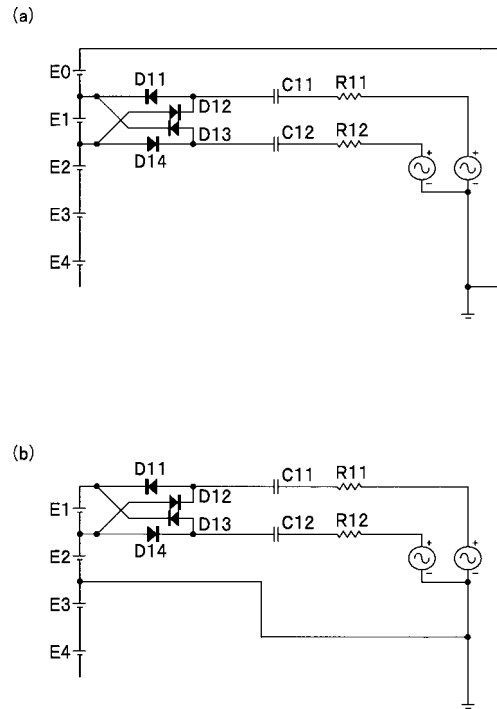 (a)
E0
D11
C11
R11
D12
E1
D13
C12
R12
D14
E2
+
+
-
-
E3
E4
(b)
D11
C11
R11
D12
E1
D13
C12
R12
D14
E2
+
+
-
-
E3
E4